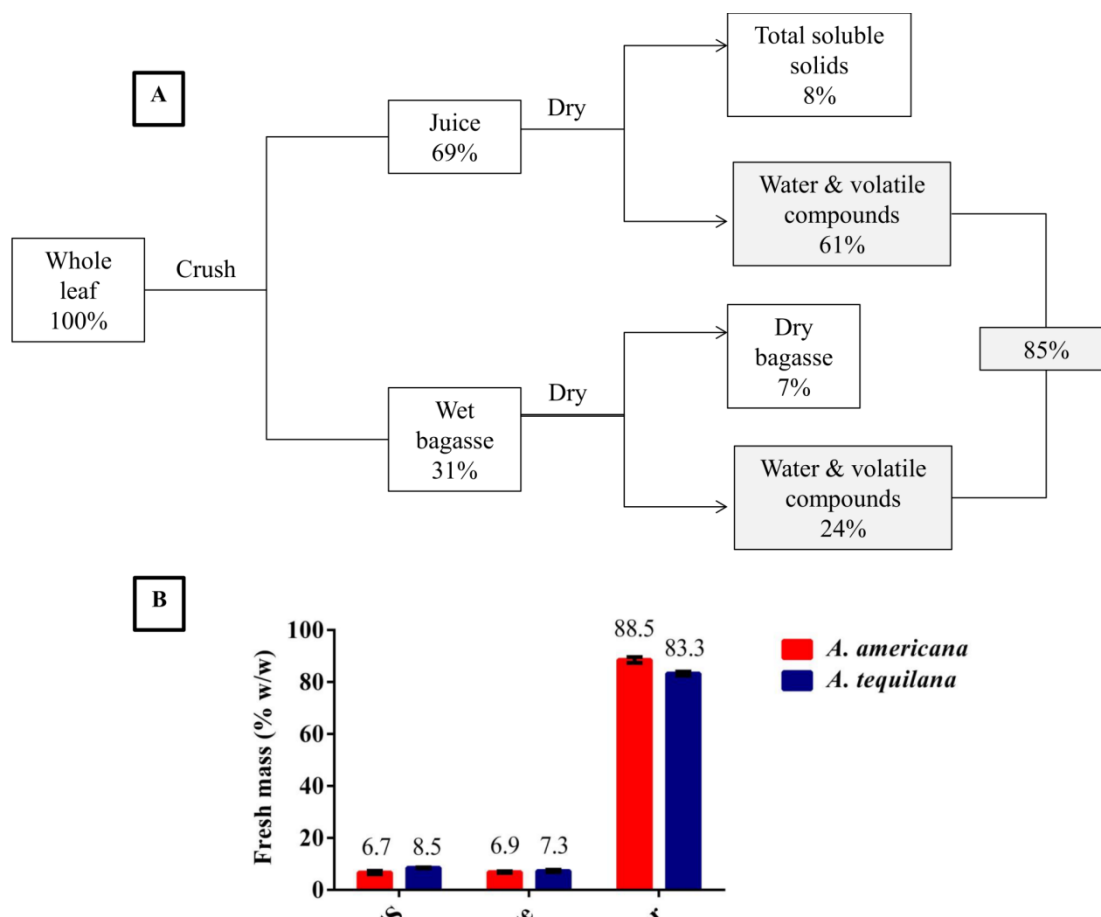 A
Whole
leaf
100%
Crush
Juice
69%
Dry
Total soluble
solids
8%
Water & volatile
compounds
61%
Wet
bagasse
31%
Dry
Dry
bagasse
7%
Water & volatile
compounds
24%
85%
B
Fresh mass (% w/w)
100
80
60
40
20
0
6.7
8.5
6.9
7.3
88.5
83.3
A. americana
A. tequilana